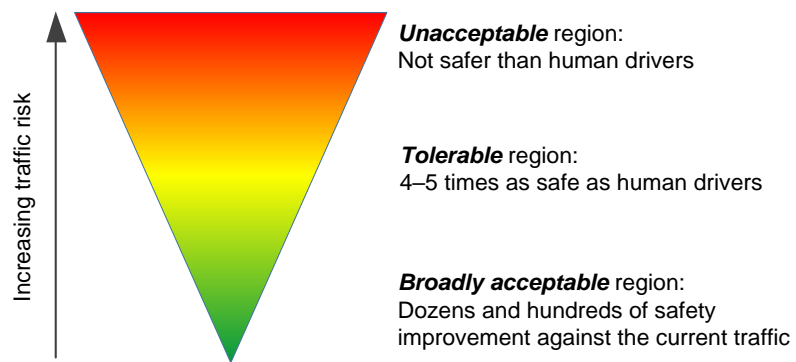 Increasing traffic risk
Unacceptable region:
Not safer than human drivers
Tolerable region:
4–5 times as safe as human drivers
Broadly acceptable region:
Dozens and hundreds of safety
improvement against the current traffic